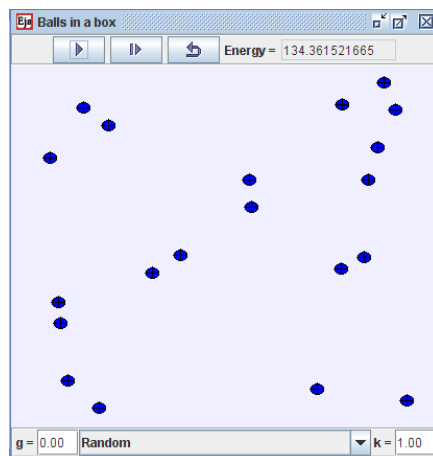 Ejs Balls in a box
Energy = 134.361521665
g = 0.00 Random k = 1.00